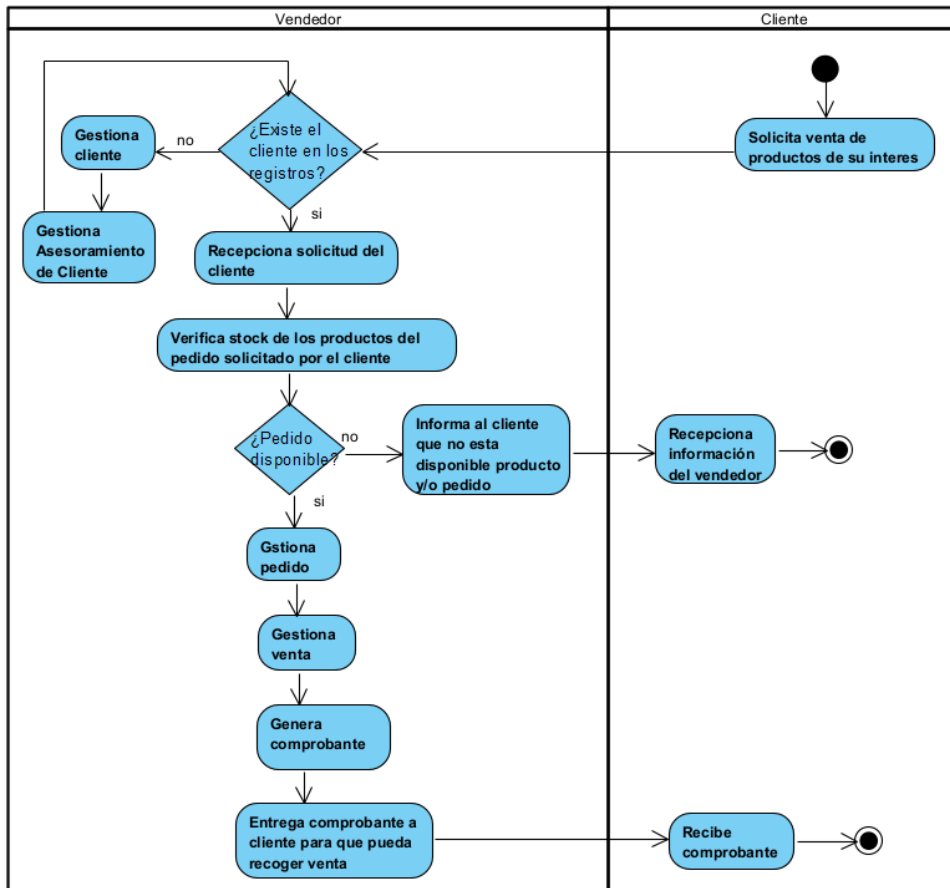 Vendedor
Cliente
Solicita venta de
productos de su interes
¿Existe el
cliente en los
registros?
no
Gestiona
cliente
Gestiona
Asesoramiento
de Cliente
si
Recepciona solicitud del
cliente
Verifica stock de los productos del
pedido solicitado por el cliente
¿Pedido
disponible?
no
Informa al cliente
que no esta
disponible producto
y/o pedido
Recepciona
información
del vendedor
si
Gstiona
pedido
Gestiona
venta
Genera
comprobante
Entrega comprobante a
cliente para que pueda
recoger venta
Recibe
comprobante